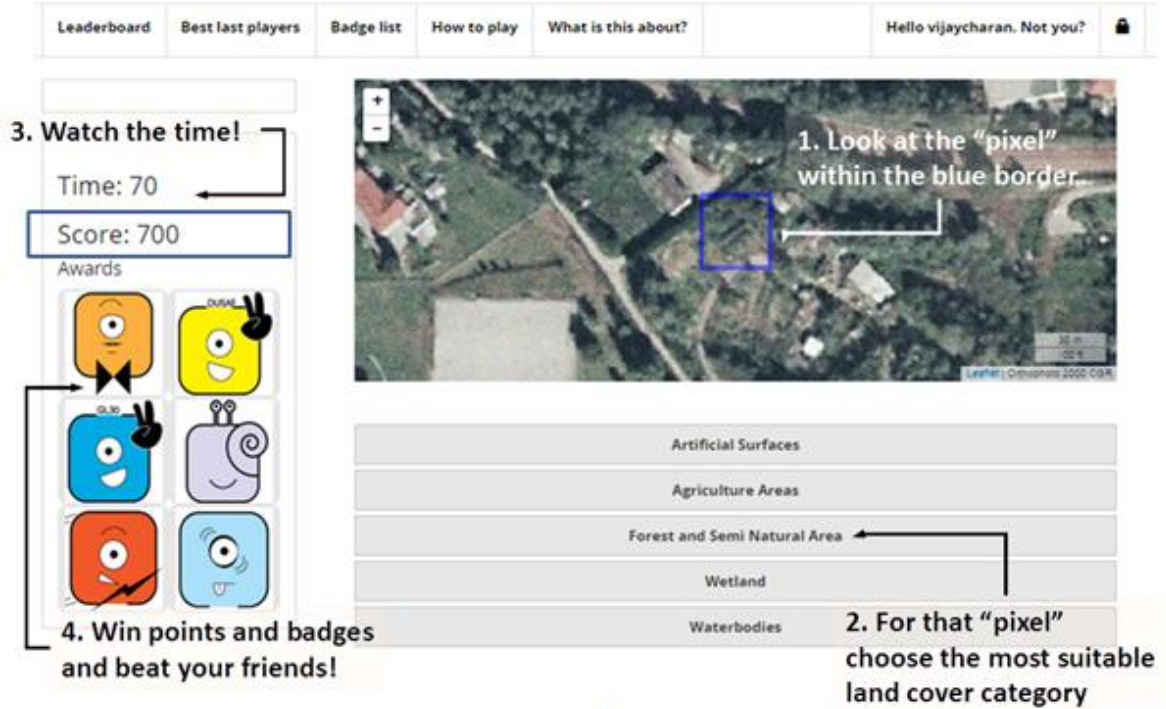 Leaderboard
Best last players
Badge list
How to play
What is this about?
Hello vijaycharan. Not you?
3. Watch the time!
Time: 70
Score: 700
Awards
DUSAF
GL30
4. Win points and badges
and beat your friends!
+
-
1. Look at the “pixel”
within the blue border..
30 m
Leaflet | Orthophoto 2000 CGR
Artificial Surfaces
Agriculture Areas
Forest and Semi Natural Area
Wetland
Waterbodies
2. For that “pixel”
choose the most suitable
land cover category